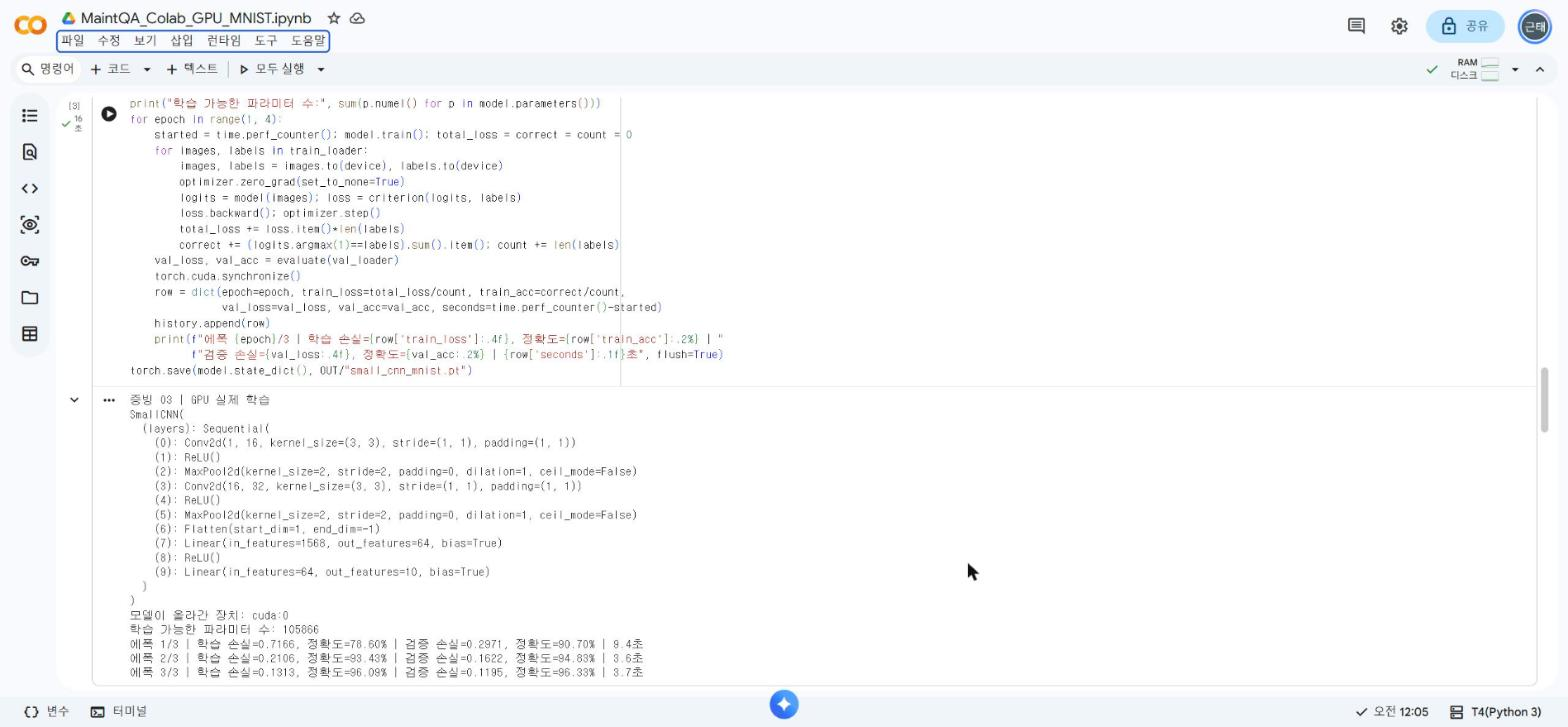 MaintQA_Colab_GPU_MNIST.ipynb
공유
근태
파일 수정 보기 삽입 런타임 도구 도움말
명령어 + 코드 + 텍스트 모두 실행
RAM
디스크
[3]
16
초
print("학습 가능한 파라미터 수:", sum(p.numel() for p in model.parameters()))
for epoch in range(1, 4):
    started = time.perf_counter(); model.train(); total_loss = correct = count = 0
    for images, labels in train_loader:
        images, labels = images.to(device), labels.to(device)
        optimizer.zero_grad(set_to_none=True)
        logits = model(images); loss = criterion(logits, labels)
        loss.backward(); optimizer.step()
        total_loss += loss.item()*len(labels)
        correct += (logits.argmax(1)==labels).sum().item(); count += len(labels)
    val_loss, val_acc = evaluate(val_loader)
    torch.cuda.synchronize()
    row = dict(epoch=epoch, train_loss=total_loss/count, train_acc=correct/count,
               val_loss=val_loss, val_acc=val_acc, seconds=time.perf_counter()-started)
    history.append(row)
    print(f"에폭 {epoch}/3 | 학습 손실={row['train_loss']:.4f}, 정확도={row['train_acc']:.2%} | "
          f"검증 손실={val_loss:.4f}, 정확도={val_acc:.2%} | {row['seconds']:.1f}초", flush=True)
torch.save(model.state_dict(), OUT/"small_cnn_mnist.pt")
증빙 03 | GPU 실제 학습
SmallCNN(
  (layers): Sequential(
    (0): Conv2d(1, 16, kernel_size=(3, 3), stride=(1, 1), padding=(1, 1))
    (1): ReLU()
    (2): MaxPool2d(kernel_size=2, stride=2, padding=0, dilation=1, ceil_mode=False)
    (3): Conv2d(16, 32, kernel_size=(3, 3), stride=(1, 1), padding=(1, 1))
    (4): ReLU()
    (5): MaxPool2d(kernel_size=2, stride=2, padding=0, dilation=1, ceil_mode=False)
    (6): Flatten(start_dim=1, end_dim=-1)
    (7): Linear(in_features=1568, out_features=64, bias=True)
    (8): ReLU()
    (9): Linear(in_features=64, out_features=10, bias=True)
  )
)
모델이 올라간 장치: cuda:0
학습 가능한 파라미터 수: 105866
에폭 1/3 | 학습 손실=0.7166, 정확도=78.60% | 검증 손실=0.2971, 정확도=90.70% | 9.4초
에폭 2/3 | 학습 손실=0.2106, 정확도=93.43% | 검증 손실=0.1622, 정확도=94.83% | 3.6초
에폭 3/3 | 학습 손실=0.1313, 정확도=96.09% | 검증 손실=0.1195, 정확도=96.33% | 3.7초
변수 터미널 오전 12:05 T4(Python 3)